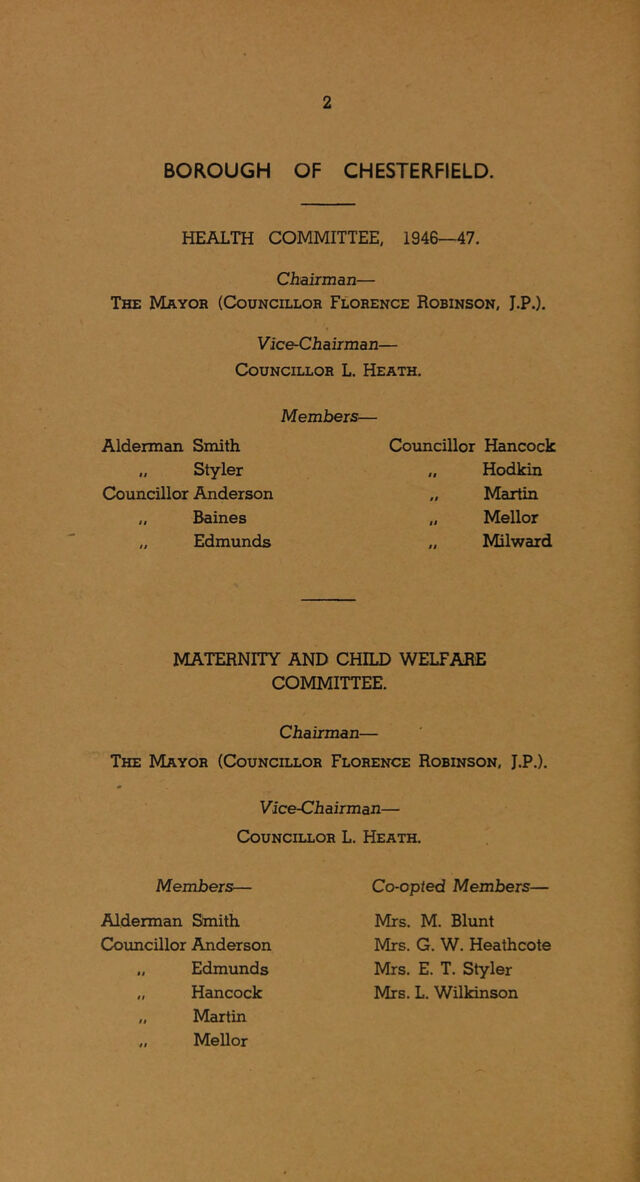 2
BOROUGH OF CHESTERFIELD.
HEALTH COMMITTEE, 1946—47.
Chairman—
THE MAYOR (COUNCILLOR FLORENCE ROBINSON, J.P.).
Vice-Chairman—
COUNCILLOR L. HEATH.
Members—
Alderman Smith
„ Styler
Councillor Anderson
„ Baines
„ Edmunds
Councillor Hancock
„ Hodkin
„ Martin
„ Mellor
„ Milward
MATERNITY AND CHILD WELFARE
COMMITTEE.
Chairman—
THE MAYOR (COUNCILLOR FLORENCE ROBINSON, J.P.).
Vice-Chairman—
COUNCILLOR L. HEATH.
Members—
Alderman Smith
Councillor Anderson
„ Edmunds
„ Hancock
„ Martin
„ Mellor
Co-opted Members—
Mrs. M. Blunt
Mrs. G. W. Heathcote
Mrs. E. T. Styler
Mrs. L. Wilkinson